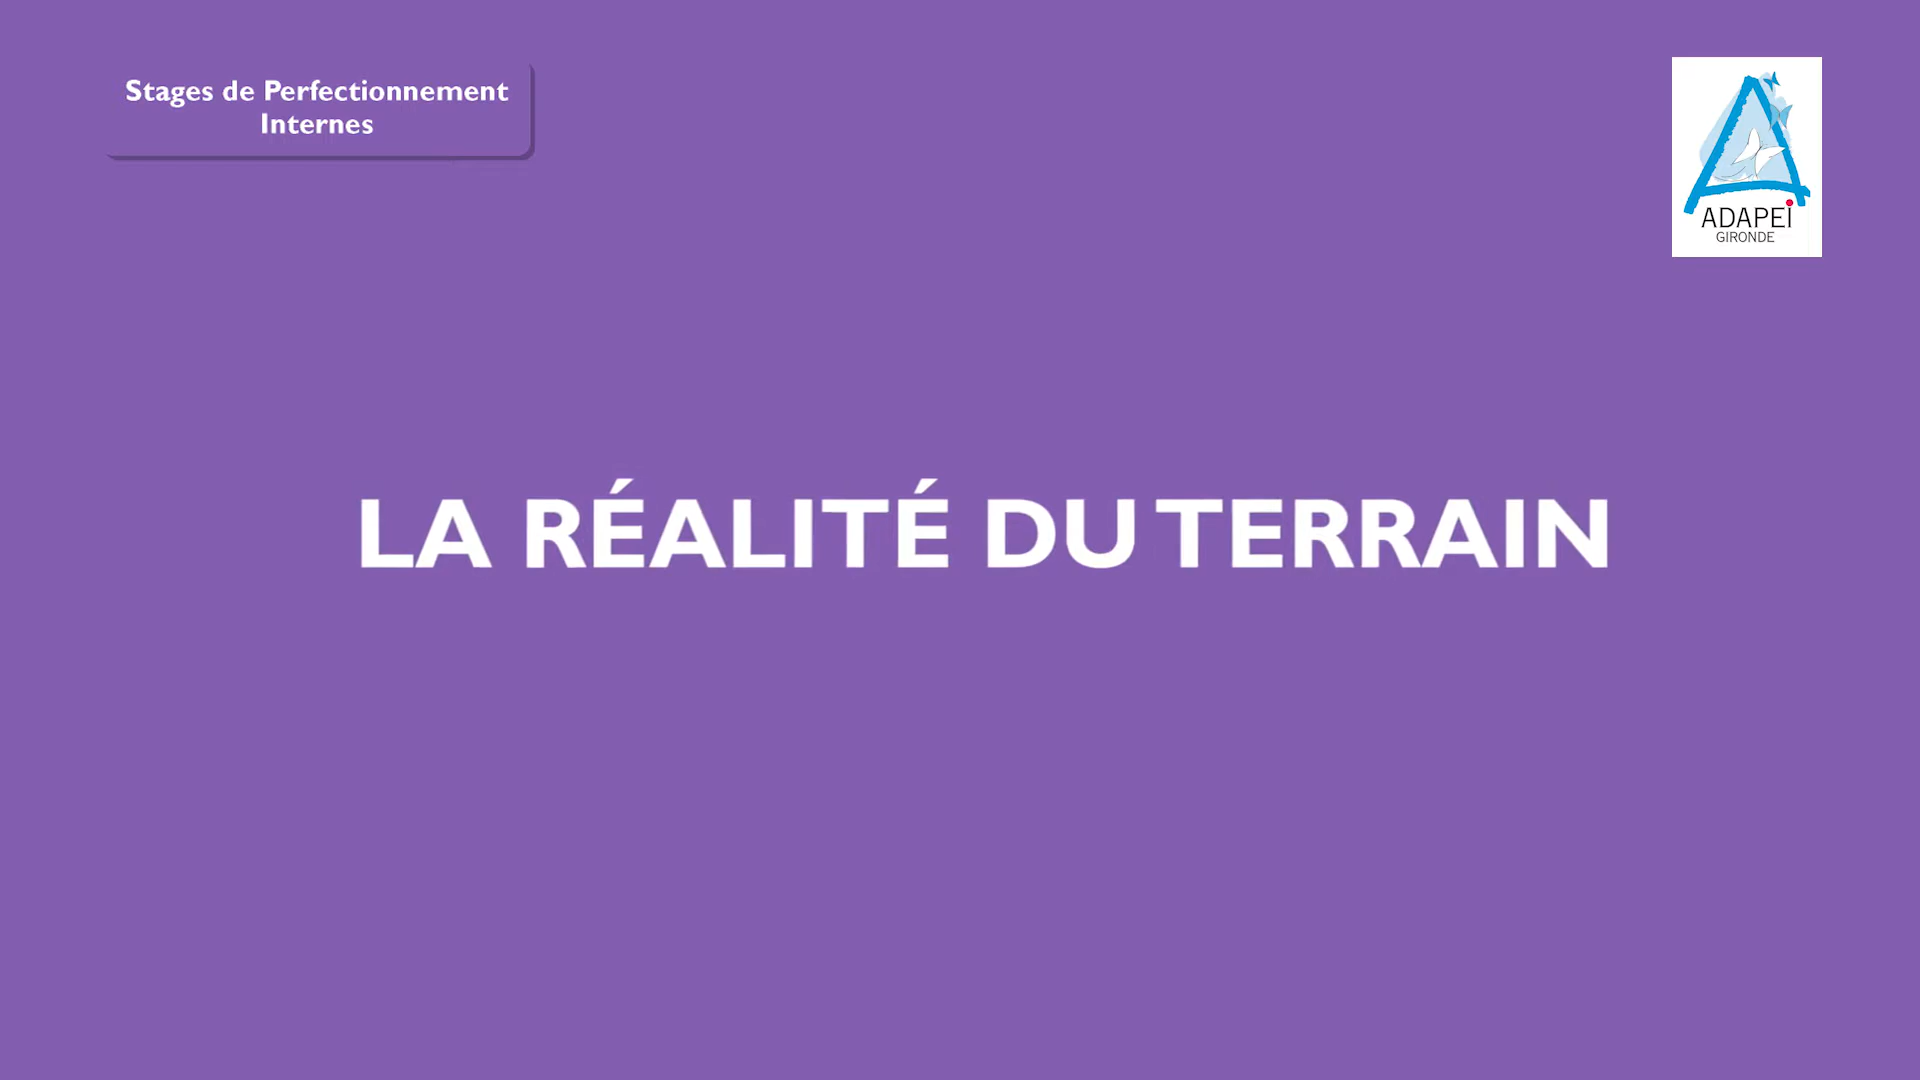 Stages de Perfectionnement
Internes
ADAPEI
GIRONDE
LA RÉALITÉ DU TERRAIN